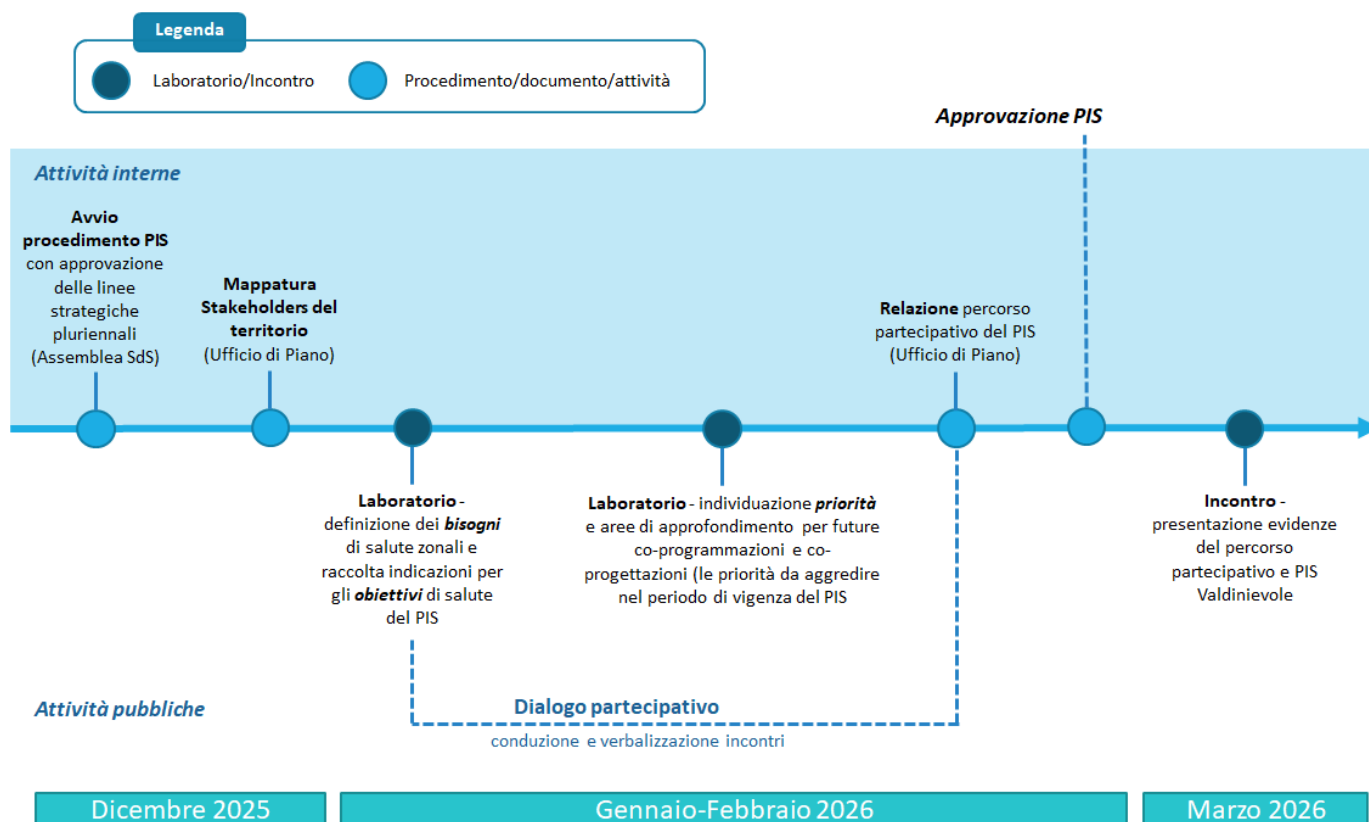 Legenda
Laboratorio/Incontro
Procedimento/documento/attività
Approvazione PIS
Attività interne
Avvio
procedimento PIS
con approvazione
delle linee
strategiche
pluriennali
(Assemblea SdS)
Mappatura
Stakeholders del
territorio
(Ufficio di Piano)
Relazione percorso
partecipativo del PIS
(Ufficio di Piano)
Laboratorio -
definizione dei bisogni
di salute zonali e
raccolta indicazioni per
gli obiettivi di salute
del PIS
Laboratorio - individuazione priorità
e aree di approfondimento per future
co-programmazioni e co-
progettazioni (le priorità da aggredire
nel periodo di vigenza del PIS
Incontro -
presentazione evidenze
del percorso
partecipativo e PIS
Valdinievole
Attività pubbliche
Dialogo partecipativo
conduzione e verbalizzazione incontri
Dicembre 2025
Gennaio-Febbraio 2026
Marzo 2026